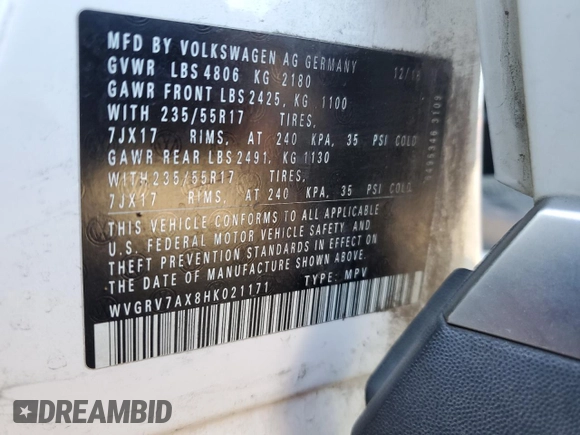 MFD BY VOLKSWAGEN AG GERMANY 12/16
GVWR LBS 4806, KG 2180
GAWR FRONT LBS 2425, KG 1100
WITH 235/55R17 TIRES,
7JX17 RIMS, AT 240 KPA, 35 PSI COLD
GAWR REAR LBS 2491, KG 1130
WITH 235/55R17 TIRES,
7JX17 RIMS, AT 240 KPA, 35 PSI COLD
THIS VEHICLE CONFORMS TO ALL APPLICABLE
U.S. FEDERAL MOTOR VEHICLE SAFETY AND
THEFT PREVENTION STANDARDS IN EFFECT ON
THE DATE OF MANUFACTURE SHOWN ABOVE
WVGRV7AX8HK021171 TYPE: MPV
DREAMBID